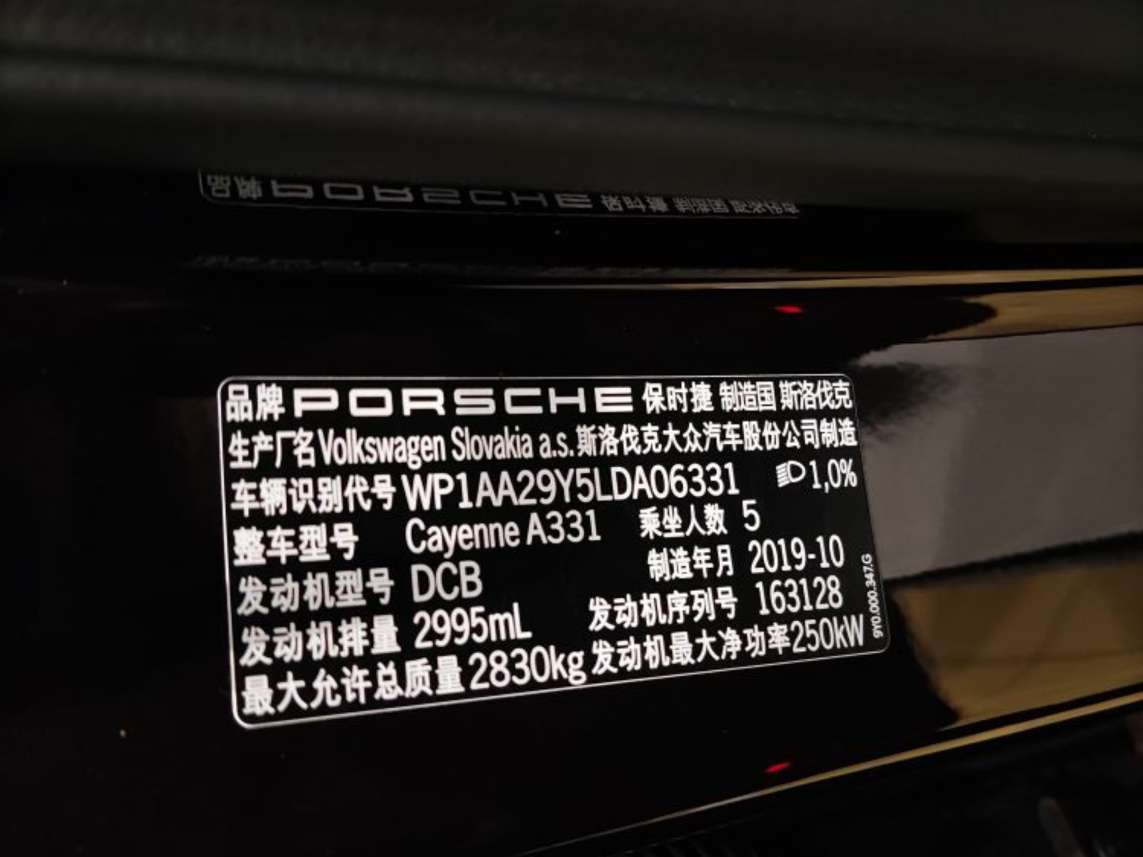 品牌 PORSCHE 保时捷 制造国 斯洛伐克
生产厂名 Volkswagen Slovakia a.s. 斯洛伐克大众汽车股份公司制造
车辆识别代号 WP1AA29Y5LDA06331 1,0%
整车型号 Cayenne A331 乘坐人数 5
发动机型号 DCB 制造年月 2019-10
发动机排量 2995mL 发动机序列号 163128
最大允许总质量 2830kg 发动机最大净功率 250kW
9Y0.000.347.G